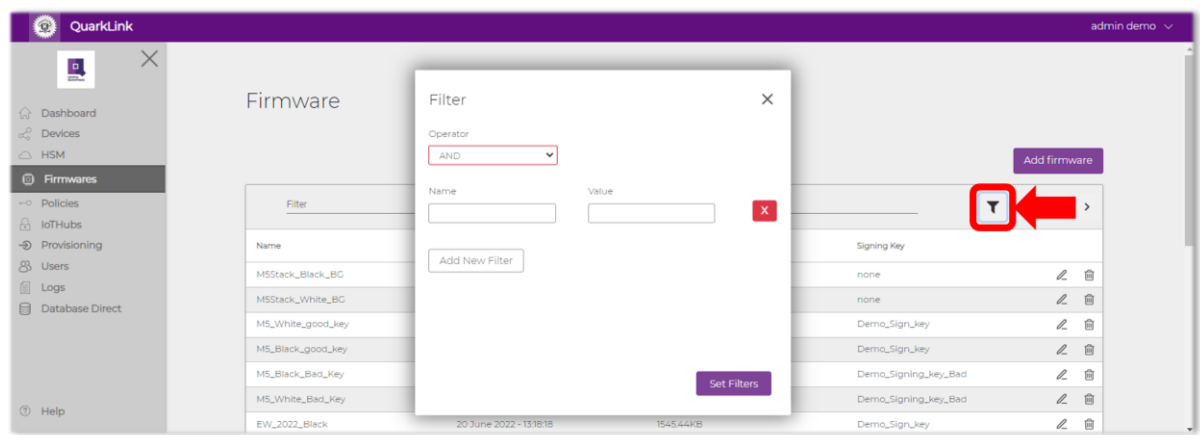 QuarkLink
admin demo
Dashboard
Devices
HSM
Firmwares
Policies
IoTHubs
Provisioning
Users
Logs
Database Direct
Help
Firmware
Add firmware
Filter
Name
Signing Key
M5Stack_Black_BG
none
M5Stack_White_BG
none
M5_White_good_key
Demo_Sign_key
M5_Black_good_key
Demo_Sign_key
M5_Black_Bad_Key
Demo_Signing_key_Bad
M5_White_Bad_Key
Demo_Signing_key_Bad
EW_2022_Black 20 June 2022 - 13:18:18 1545.44KB Demo_Sign_key
Filter
Operator
AND
Name Value
X
Add New Filter
Set Filters